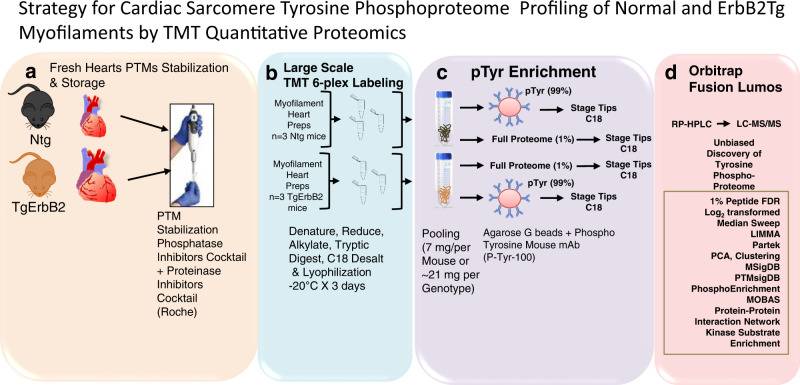 Strategy for Cardiac Sarcomere Tyrosine Phosphoproteome Profiling of Normal and ErbB2Tg
Myofilaments by TMT Quantitative Proteomics
a Fresh Hearts PTMs Stabilization
& Storage
Ntg
TgErbB2
PTM
Stabilization
Phosphatase
Inhibitors Cocktail
+ Proteinase
Inhibitors
Cocktail
(Roche)
b Large Scale
TMT 6-plex Labeling
Myofilament
Heart
Preps
n=3 Ntg mice
Myofilament
Heart
Preps
n=3 TgErbB2
mice
Denature, Reduce,
Alkylate, Tryptic
Digest, C18 Desalt
& Lyophilization
-20°C X 3 days
c pTyr Enrichment
pTyr (99%)
Stage Tips
C18
Full Proteome (1%)
Stage Tips
C18
Full Proteome (1%)
Stage Tips
C18
pTyr (99%)
Stage Tips
C18
Pooling
(7 mg/per
Mouse or
~21 mg per
Genotype)
Agarose G beads + Phospho
Tyrosine Mouse mAb
(P-Tyr-100)
d Orbitrap
Fusion Lumos
RP-HPLC LC-MS/MS
Unbiased
Discovery of
Tyrosine
Phospho-
Proteome
1% Peptide FDR
Log2 transformed
Median Sweep
LIMMA
Partek
PCA, Clustering
MSigDB
PTMsigDB
PhosphoEnrichment
MOBAS
Protein-Protein
Interaction Network
Kinase Substrate
Enrichment